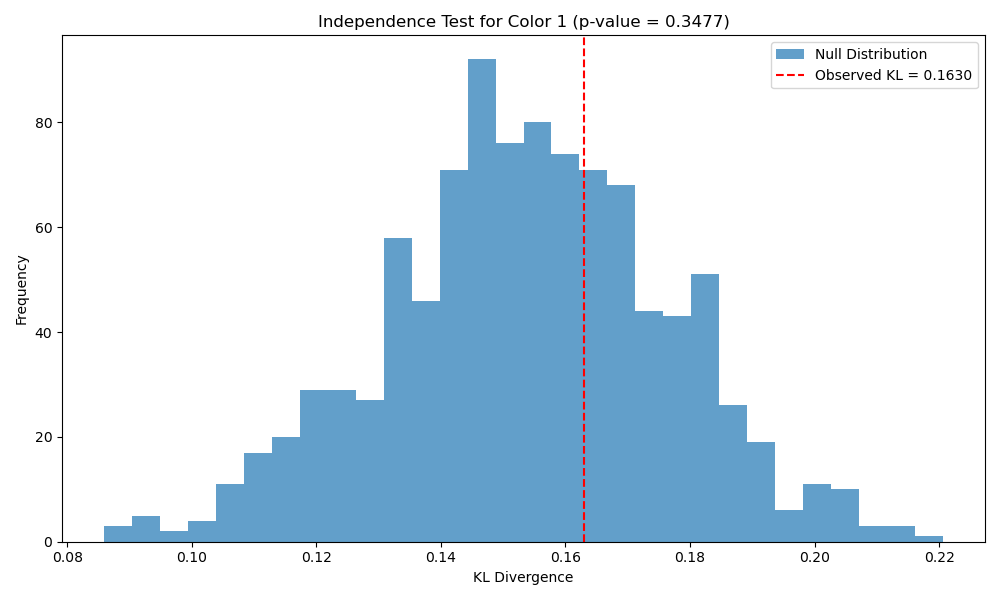 Independence Test for Color 1 (p-value = 0.3477)
Null Distribution
Observed KL = 0.1630
Frequency
80
60
40
20
0
0.08 0.10 0.12 0.14 0.16 0.18 0.20 0.22
KL Divergence